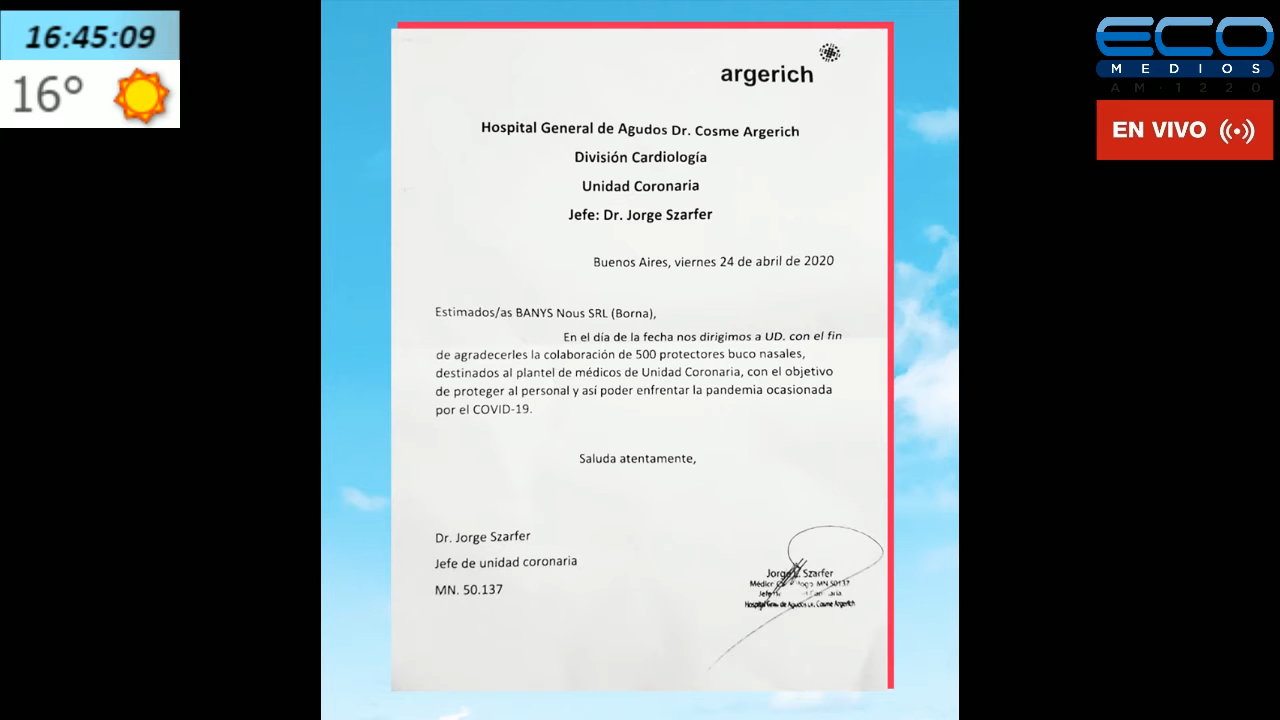 16:45:09
16°
ECO
MEDIOS
AM·1220
EN VIVO
argerich
Hospital General de Agudos Dr. Cosme Argerich
División Cardiología
Unidad Coronaria
Jefe: Dr. Jorge Szarfer
Buenos Aires, viernes 24 de abril de 2020
Estimados/as BANYS Nous SRL (Borna),
En el día de la fecha nos dirigimos a UD. con el fin
de agradecerles la colaboración de 500 protectores buco nasales,
destinados al plantel de médicos de Unidad Coronaria, con el objetivo
de proteger al personal y así poder enfrentar la pandemia ocasionada
por el COVID-19.
Saluda atentamente,
Dr. Jorge Szarfer
Jefe de unidad coronaria
MN. 50.137
Jorge Szarfer
MN 50137
Hospital Gral. de Agudos Dr. Cosme Argerich